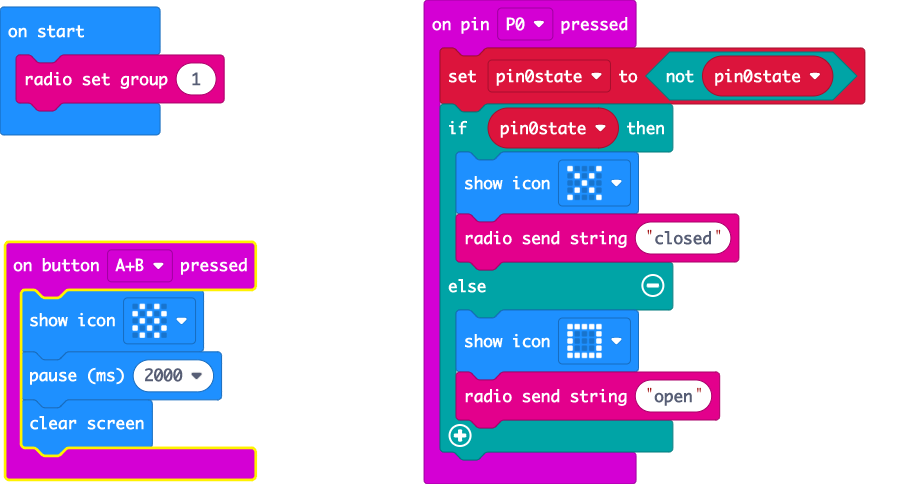 on start
radio set group 1
on button A+B pressed
show icon
pause (ms) 2000
clear screen
on pin P0 pressed
set pin0state to not pin0state
if pin0state then
show icon
radio send string "closed"
else
show icon
radio send string "open"